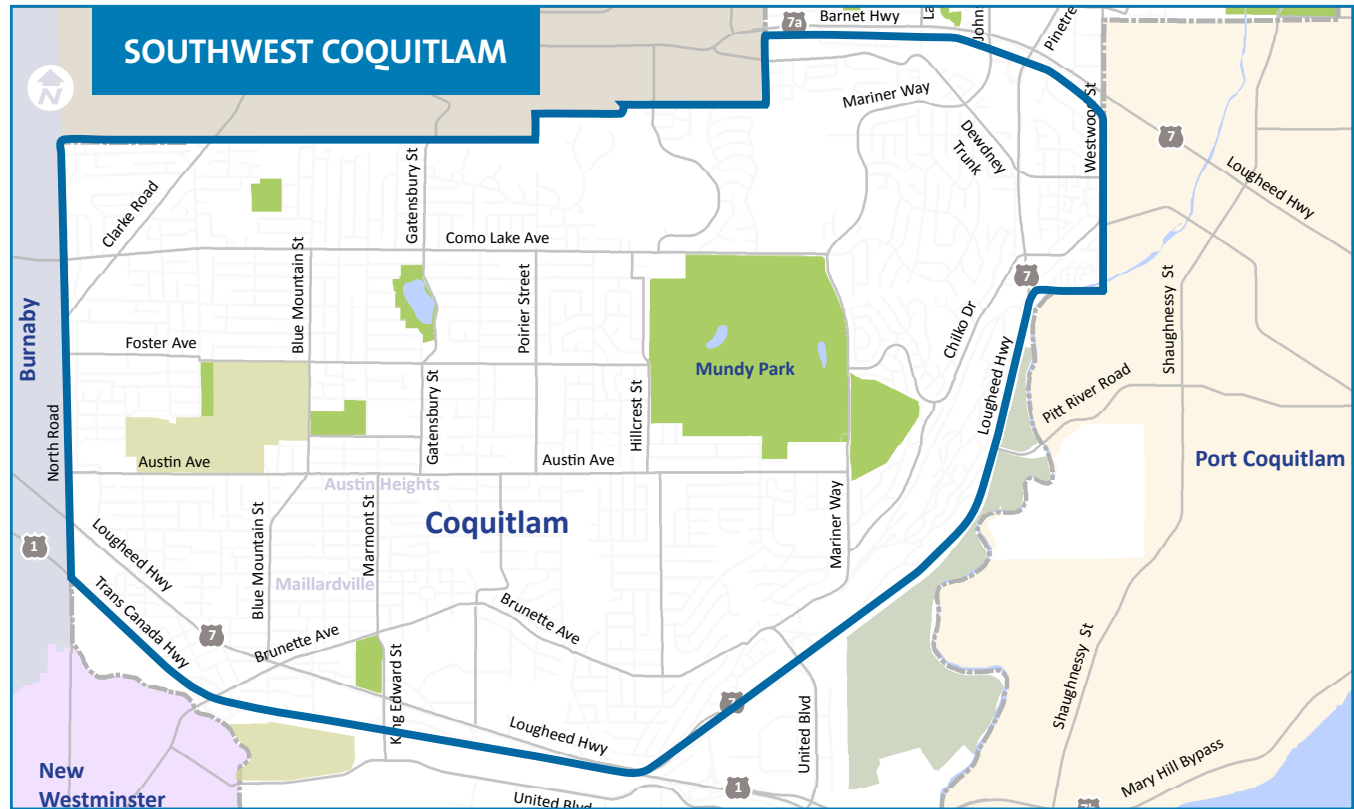 SOUTHWEST COQUITLAM
N
7a
Barnet Hwy
La
Johns
Pinetre
Mariner Way
Dewdney
Trunk
Westwood St
7
Lougheed Hwy
Clarke Road
Gatensbury St
Como Lake Ave
Blue Mountain St
Poirier Street
7
Shaughnessy St
Burnaby
Foster Ave
Mundy Park
Chilko Dr
Lougheed Hwy
Pitt River Road
North Road
Gatensbury St
Hillcrest St
Austin Ave
Austin Ave
Port Coquitlam
Austin Heights
Coquitlam
Marmont St
Mariner Way
1
Lougheed Hwy
Blue Mountain St
Maillardville
Trans Canada Hwy
7
Brunette Ave
Brunette Ave
King Edward St
Lougheed Hwy
7
United Blvd
Shaughnessy St
Mary Hill Bypass
New
Westminster
1
United Blvd